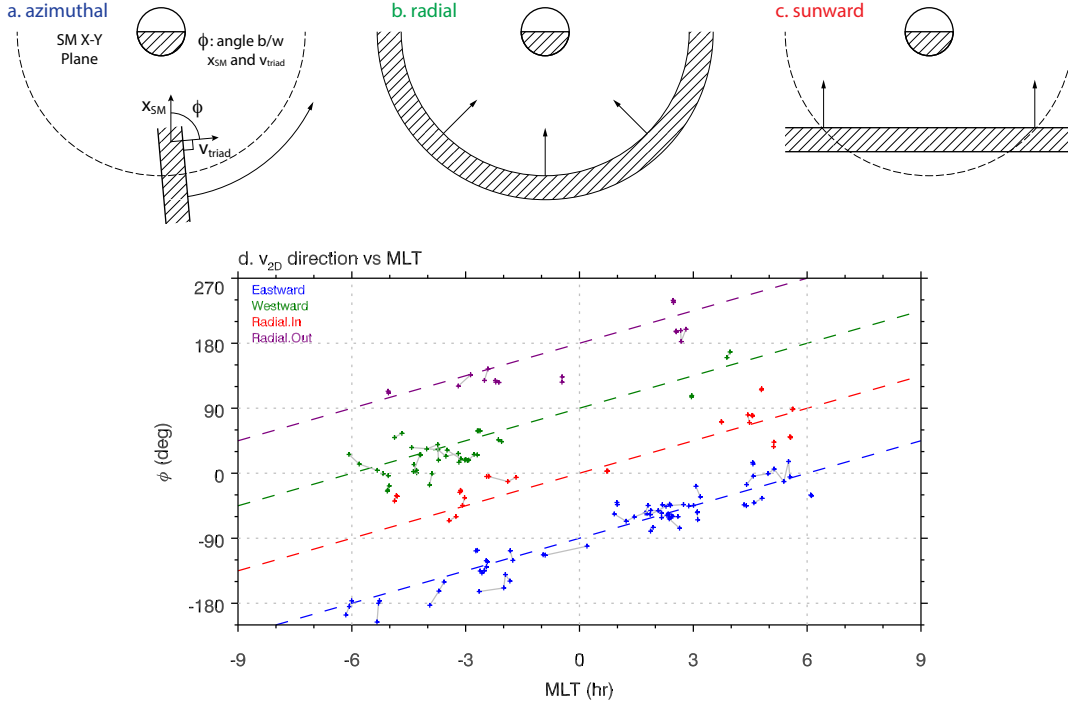 a. azimuthal
b. radial
c. sunward
SM X-Y
Plane
ϕ: angle b/w
xSM and vtriad
xSM
ϕ
vtriad
d. v2D direction vs MLT
Eastward
Westward
Radial.In
Radial.Out
270
180
90
0
-90
-180
ϕ (deg)
-9
-6
-3
0
3
6
9
MLT (hr)